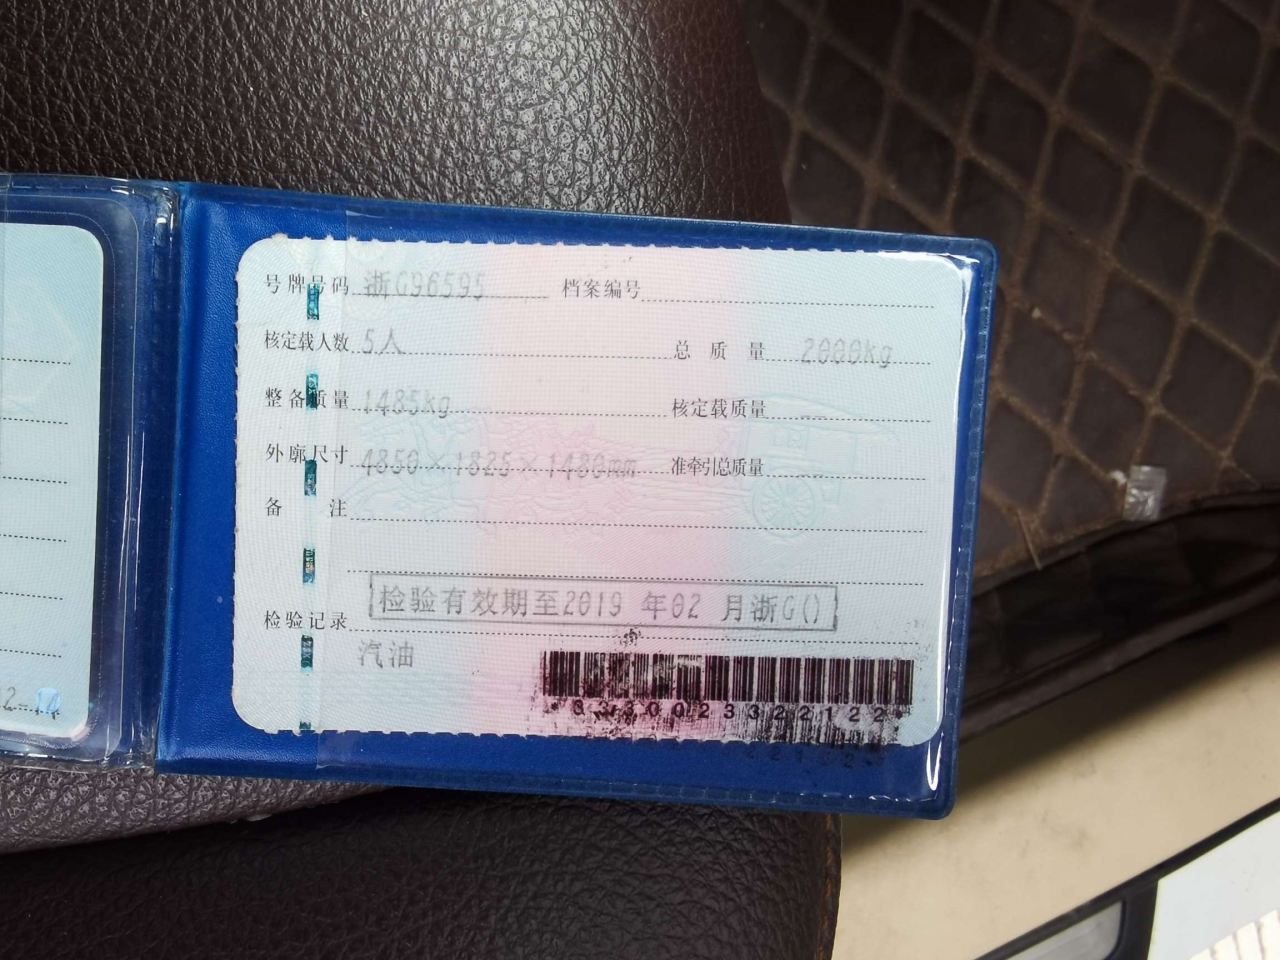 号牌号码 浙G96595 档案编号
核定载人数 5人 总质量 2000kg
整备质量 1485kg 核定载质量
外廓尺寸 4850×1825×1480mm 准牵引总质量
备注
检验记录 检验有效期至2019 年02 月浙G()
汽油